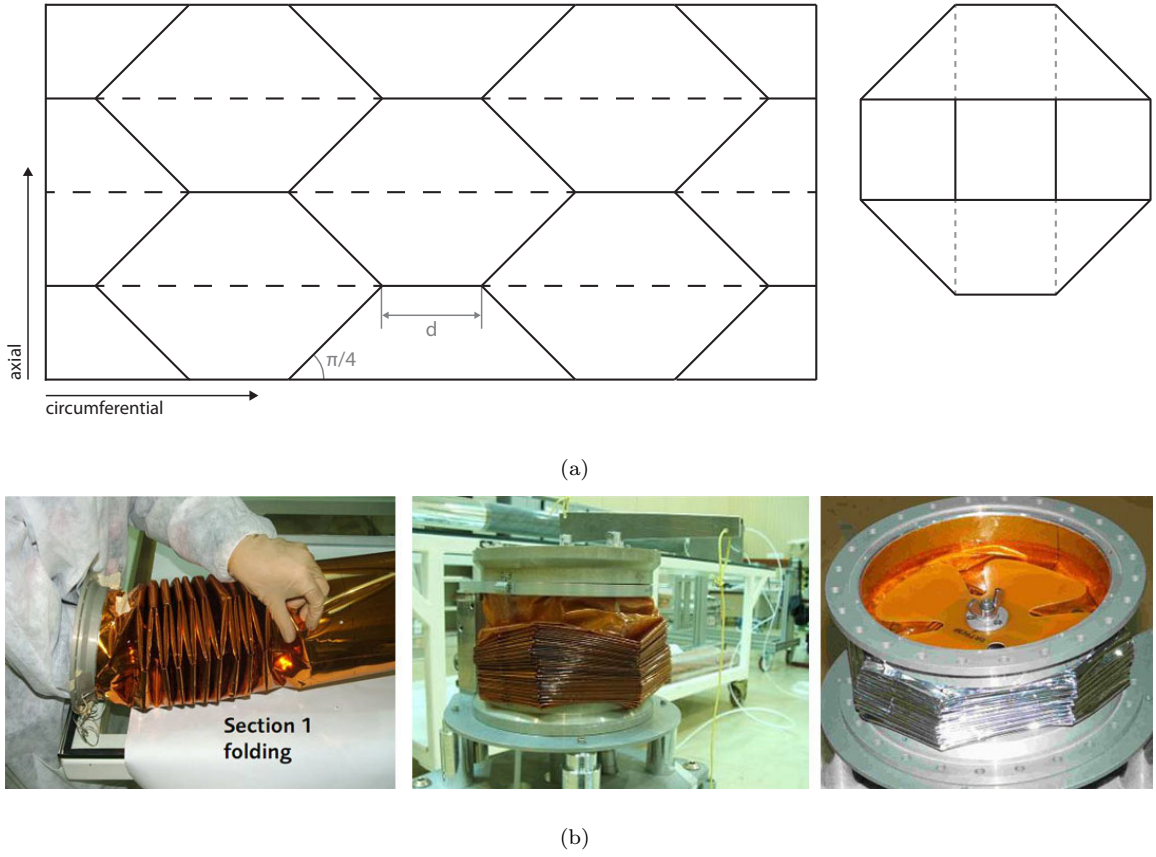 d
π/4
axial
circumferential
(a)
Section 1
folding
(b)